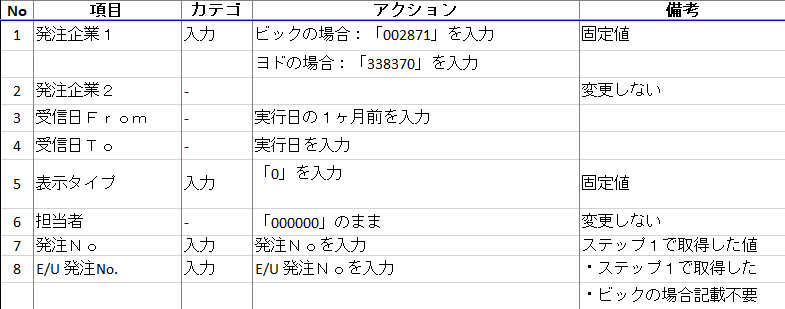 No 項目 カテゴ アクション 備考
1 発注企業１ 入力 ビックの場合：「002871」を入力 固定値
ヨドの場合：「338370」を入力
2 発注企業２ - 変更しない
3 受信日Ｆｒｏｍ - 実行日の１ヶ月前を入力
4 受信日Ｔｏ - 実行日を入力
5 表示タイプ 入力 「0」を入力 固定値
6 担当者 - 「000000」のまま 変更しない
7 発注Ｎｏ 入力 発注Ｎｏを入力 ステップ１で取得した値
8 E/U 発注No. 入力 E/U 発注Ｎｏを入力 ・ステップ１で取得した
・ビックの場合記載不要